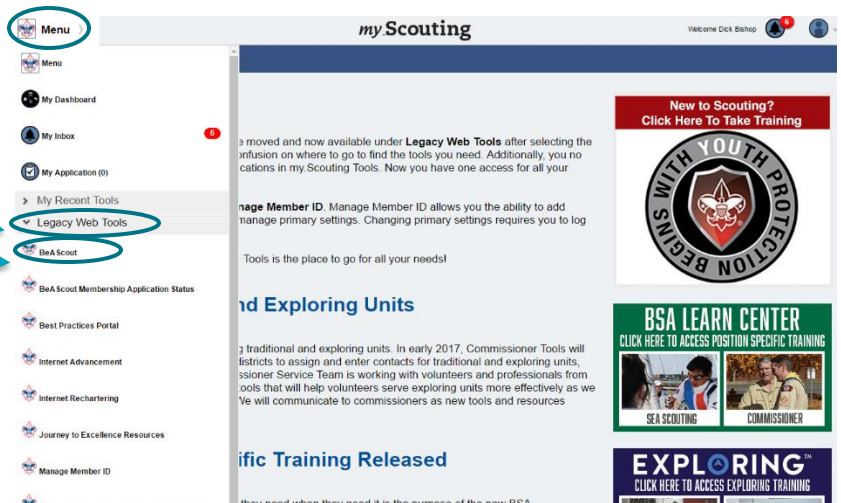 Menu
my.Scouting
Welcome Dick Bishop
6
Menu
My Dashboard
My Inbox
6
My Application (0)
My Recent Tools
Legacy Web Tools
BeAScout
BeAScout Membership Application Status
Best Practices Portal
Internet Advancement
Internet Rechartering
Journey to Excellence Resources
Manage Member ID
e moved and now available under Legacy Web Tools after selecting the
onfusion on where to go to find the tools you need. Additionally, you no
cations in my.Scouting Tools. Now you have one access for all your
nage Member ID. Manage Member ID allows you the ability to add
manage primary settings. Changing primary settings requires you to log
Tools is the place to go for all your needs!
nd Exploring Units
g traditional and exploring units. In early 2017, Commissioner Tools will
districts to assign and enter contacts for traditional and exploring units,
ssioner Service Team is working with volunteers and professionals from
ools that will help volunteers serve exploring units more effectively as we
We will communicate to commissioners as new tools and resources
ific Training Released
they need when they need it is the purpose of the new BSA
New to Scouting?
Click Here To Take Training
YOUTH PROTECTION BEGINS WITH YOU
BSA LEARN CENTER
CLICK HERE TO ACCESS POSITION SPECIFIC TRAINING
SEA SCOUTING
COMMISSIONER
EXPLORING™
CLICK HERE TO ACCESS EXPLORING TRAINING